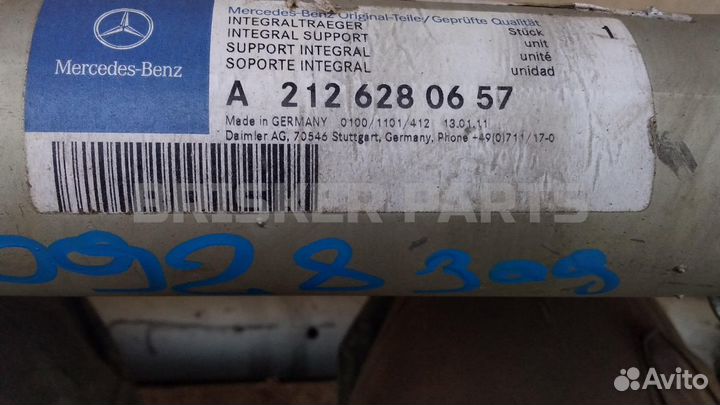 Mercedes-Benz Original-Teile/Geprüfte Qualität
INTEGRALTRAEGER Stück 1
INTEGRAL SUPPORT unit
SUPPORT INTEGRAL unité
SOPORTE INTEGRAL unidad
Mercedes-Benz
A 212 628 06 57
Made in GERMANY 0100/1101/412 13.01.11
Daimler AG, 70546 Stuttgart, Germany, Phone +49(0)711/17-0
BRISKER PARTS
Avito